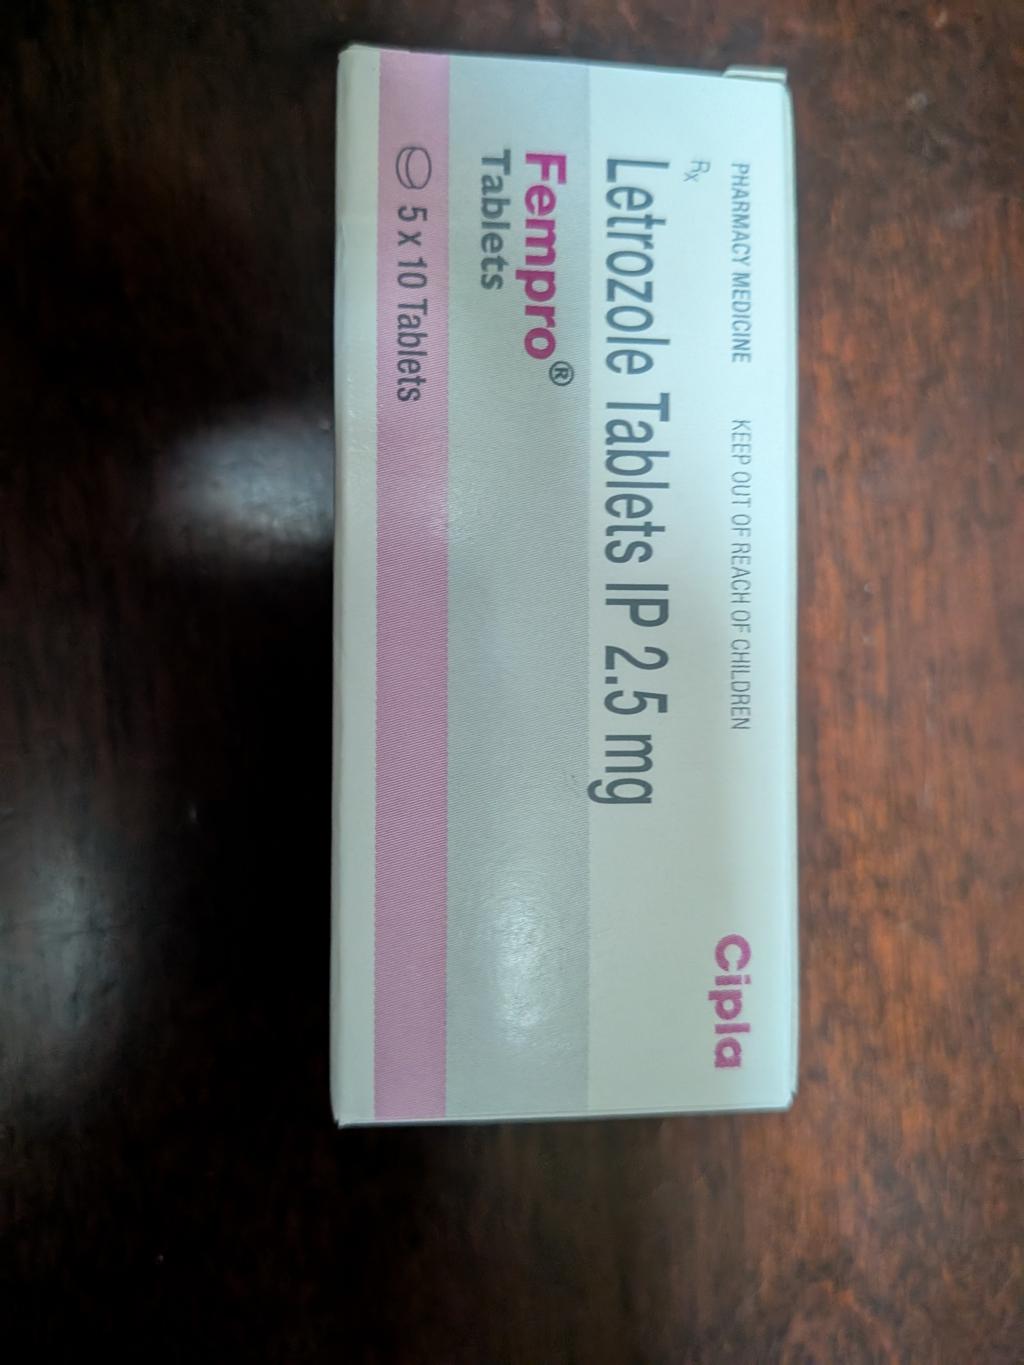 PHARMACY MEDICINE KEEP OUT OF REACH OF CHILDREN
Cipla
Rx
Letrozole Tablets IP 2.5 mg
Fempro®
Tablets
5 x 10 Tablets